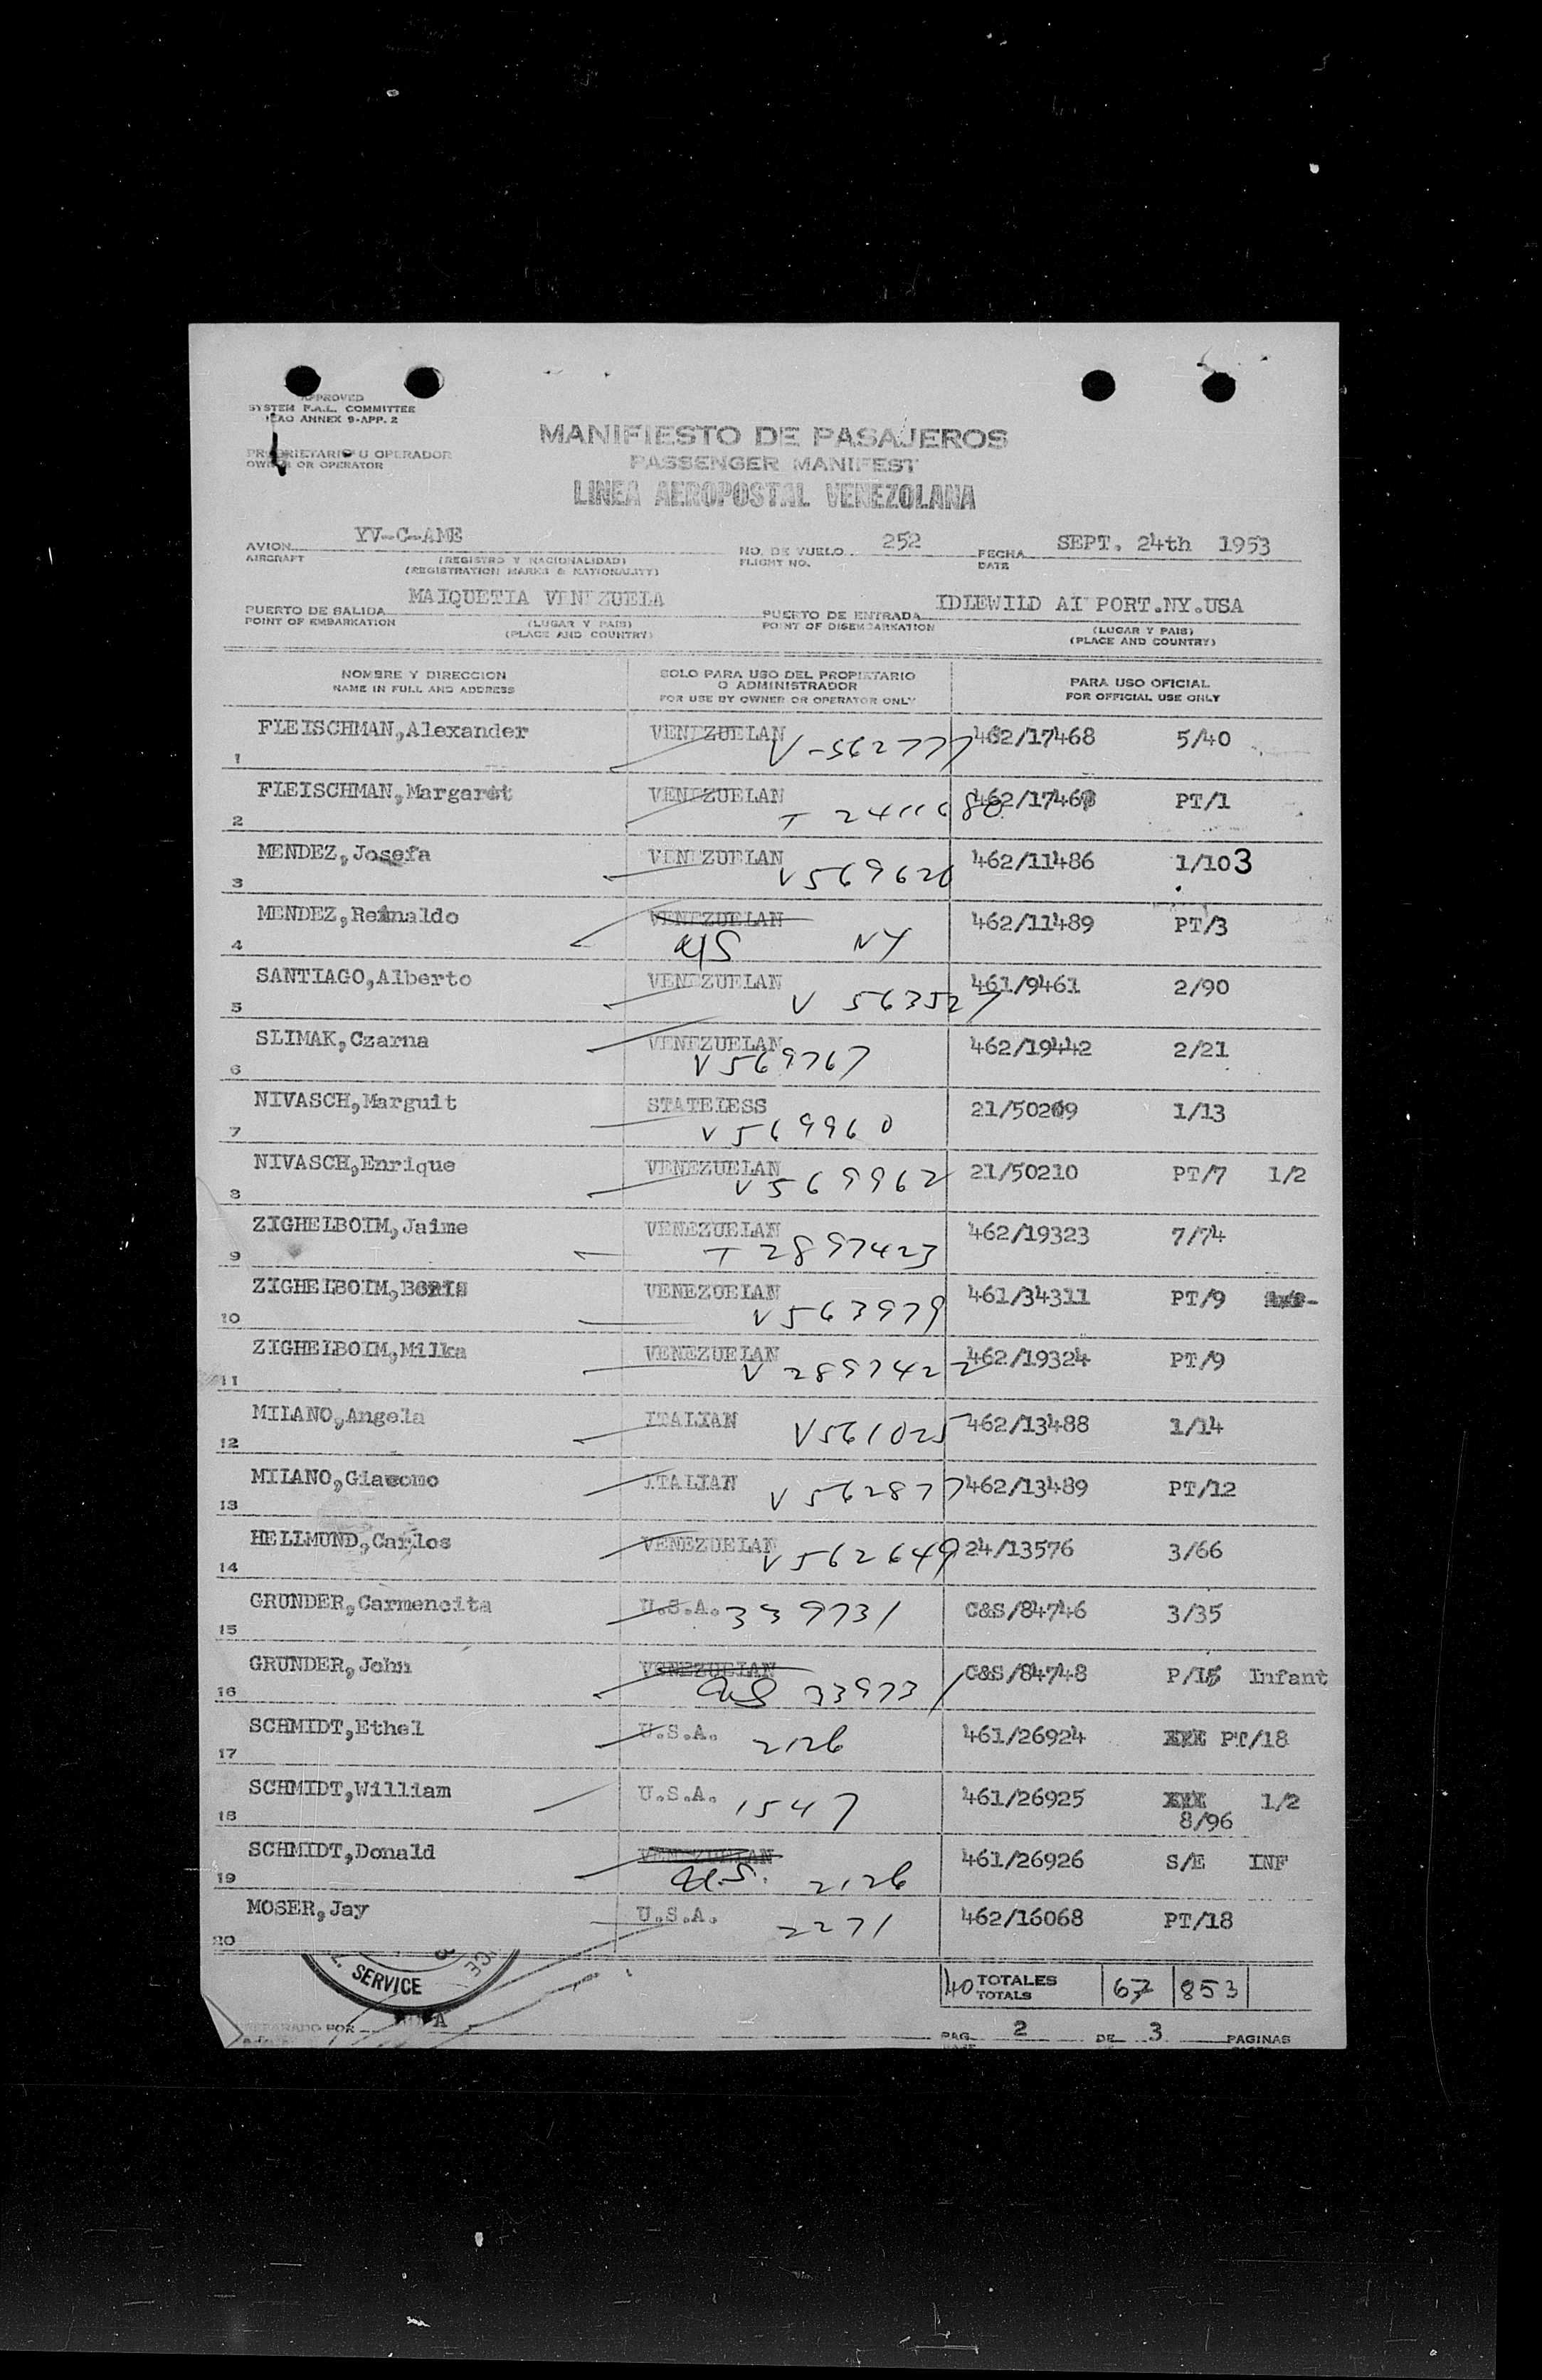 APPROVED
SYSTEM F.A.L. COMMITTEE
ICAO ANNEX 9-APP. 2
PROPRIETARIO U OPERADOR
OWNER OR OPERATOR
MANIFIESTO DE PASAJEROS
PASSENGER MANIFEST
LINEA AEROPOSTAL VENEZOLANA
AVION YV-C-AME NO. DE VUELO 252 FECHA SEPT. 24th 1953
AIRCRAFT (REGISTRO Y NACIONALIDAD) FLIGHT NO. DATE
(REGISTRATION MARKS & NATIONALITY)
PUERTO DE SALIDA MAIQUETIA VENEZUELA PUERTO DE ENTRADA IDLEWILD AI PORT.NY.USA
POINT OF EMBARKATION (LUGAR Y PAIS) POINT OF DISEMBARKATION (LUGAR Y PAIS)
(PLACE AND COUNTRY) (PLACE AND COUNTRY)
NOMBRE Y DIRECCION SOLO PARA USO DEL PROPIETARIO O ADMINISTRADOR PARA USO OFICIAL
NAME IN FULL AND ADDRESS FOR USE BY OWNER OR OPERATOR ONLY FOR OFFICIAL USE ONLY
1 FLEISCHMAN,Alexander VENEZUELAN V-562777 462/17468 5/40
2 FLEISCHMAN,Margaret VENEZUELAN T 2411680 PT/1
3 MENDEZ,Josefa VENEZUELAN V569626 462/11486 1/103
4 MENDEZ,Reinaldo VENEZUELAN US NY 462/11489 PT/3
5 SANTIAGO,Alberto VENEZUELAN V 563527 461/9461 2/90
6 SLIMAK,Czarna VENEZUELAN V569767 462/19442 2/21
7 NIVASCH,Marguit STATELESS V569960 21/50209 1/13
8 NIVASCH,Enrique VENEZUELAN V569962 21/50210 PT/7 1/2
9 ZIGHELBOIM,Jaime VENEZUELAN T 2897423 462/19323 7/74
10 ZIGHELBOIM,BORIS VENEZUELAN V563979 461/34311 PT/9
11 ZIGHELBOIM,Milka VENEZUELAN V 2897422 462/19324 PT/9
12 MILANO,Angela ITALIAN V561025 462/13488 1/14
13 MILANO,Giacomo ITALIAN V562877 462/13489 PT/12
14 HELLMUND,Carlos VENEZUELAN V562649 24/13576 3/66
15 GRUNDER,Carmencita U.S.A. 339731 C&S/84746 3/35
16 GRUNDER,John VENEZUELAN US 339731 C&S/84748 P/15 Infant
17 SCHMIDT,Ethel U.S.A. 2126 461/26924 XXX PT/18
18 SCHMIDT,William U.S.A. 1547 461/26925 XXX 1/2
8/96
19 SCHMIDT,Donald VENEZUELAN U.S. 2126 461/26926 S/E INF
20 MOSER,Jay U.S.A. 2271 462/16068 PT/18
SERVICE
40 TOTALES 67 853
TOTALS
PREPARADO POR
PAG. 2 DE 3 PAGINAS